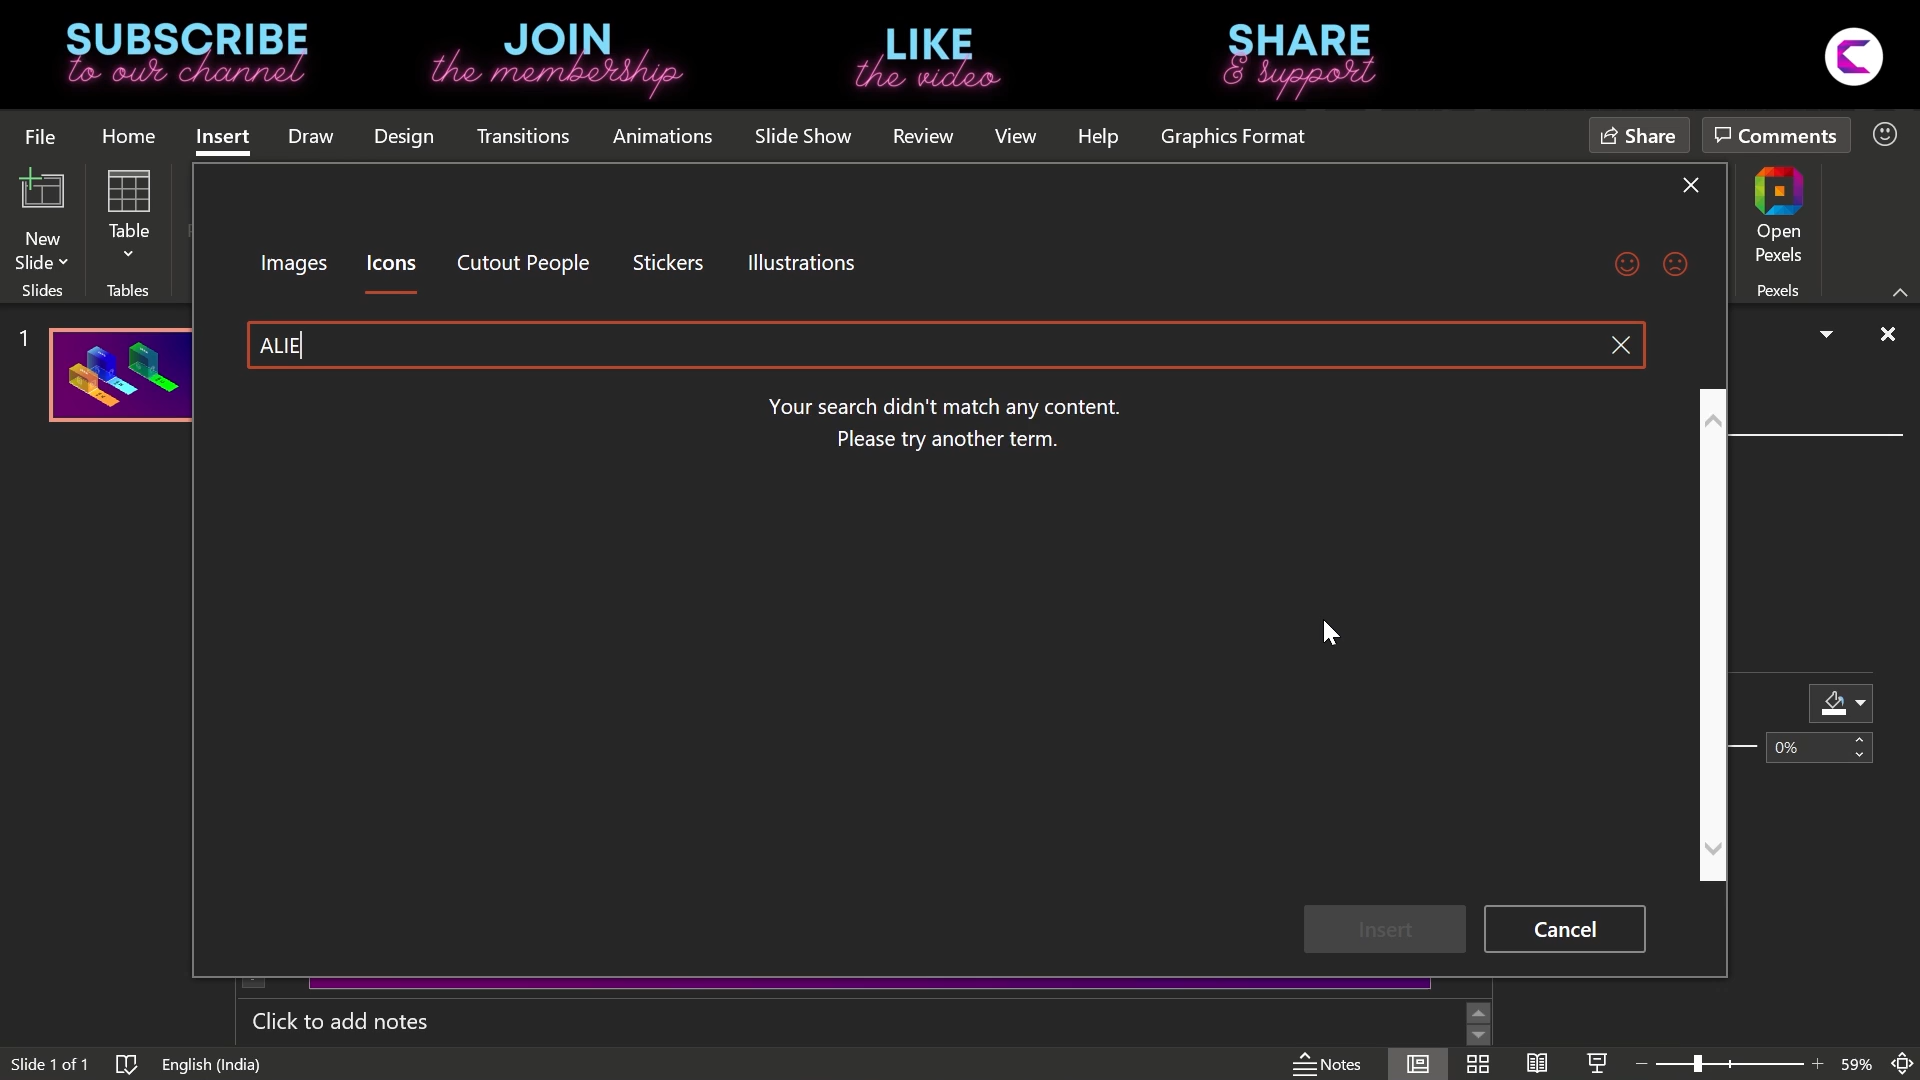 SUBSCRIBE
to our channel
JOIN
the membership
LIKE
the video
SHARE
& support
File Home Insert Draw Design Transitions Animations Slide Show Review View Help Graphics Format Share Comments
New
Slide
Slides
Table
Tables
Open
Pexels
Pexels
Images Icons Cutout People Stickers Illustrations
ALIE
Your search didn't match any content.
Please try another term.
1
0%
Insert Cancel
Click to add notes
Slide 1 of 1 English (India) Notes 59%